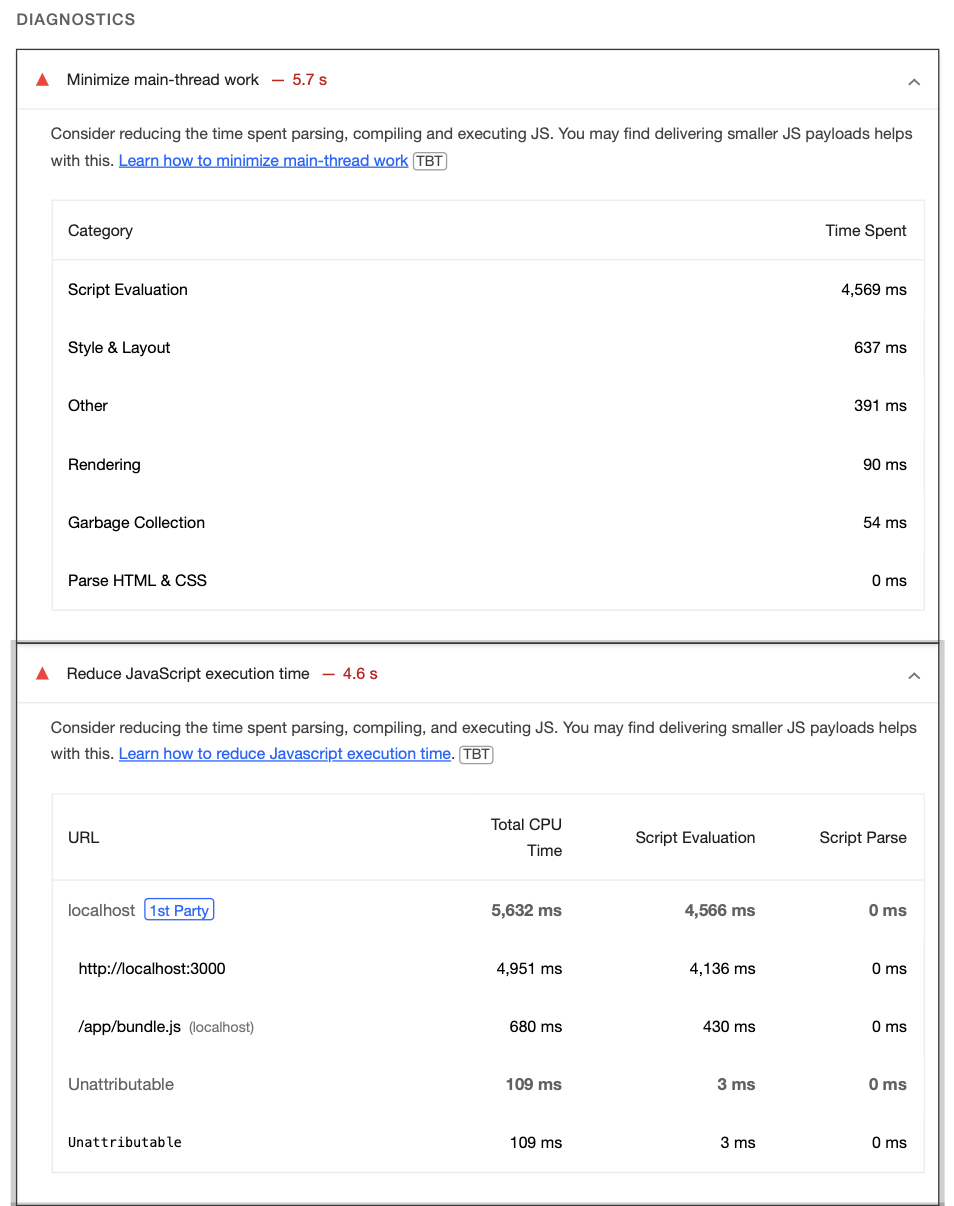 DIAGNOSTICS
Minimize main-thread work — 5.7 s
Consider reducing the time spent parsing, compiling and executing JS. You may find delivering smaller JS payloads helps
with this. Learn how to minimize main-thread work TBT
Category Time Spent
Script Evaluation 4,569 ms
Style & Layout 637 ms
Other 391 ms
Rendering 90 ms
Garbage Collection 54 ms
Parse HTML & CSS 0 ms
Reduce JavaScript execution time — 4.6 s
Consider reducing the time spent parsing, compiling, and executing JS. You may find delivering smaller JS payloads helps
with this. Learn how to reduce Javascript execution time. TBT
Total CPU
URL Script Evaluation Script Parse
Time
localhost 1st Party 5,632 ms 4,566 ms 0 ms
http://localhost:3000 4,951 ms 4,136 ms 0 ms
/app/bundle.js (localhost) 680 ms 430 ms 0 ms
Unattributable 109 ms 3 ms 0 ms
Unattributable 109 ms 3 ms 0 ms